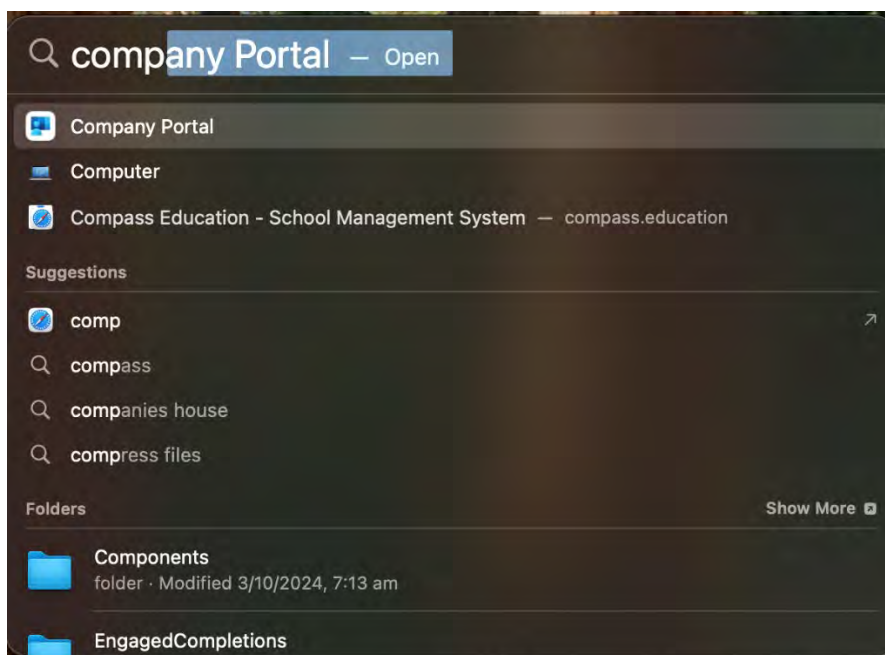 company Portal — Open
Company Portal
Computer
Compass Education - School Management System — compass.education
Suggestions
comp
compass
companies house
compress files
Folders Show More
Components
folder · Modified 3/10/2024, 7:13 am
EngagedCompletions